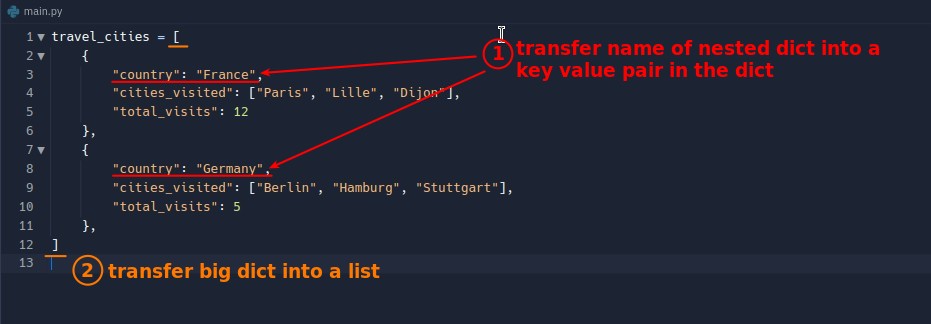 main.py
1 travel_cities = [
2 {
3 "country": "France",
4 "cities_visited": ["Paris", "Lille", "Dijon"],
5 "total_visits": 12
6 },
7 {
8 "country": "Germany",
9 "cities_visited": ["Berlin", "Hamburg", "Stuttgart"],
10 "total_visits": 5
11 },
12 ]
13
1 transfer name of nested dict into a
key value pair in the dict
2 transfer big dict into a list